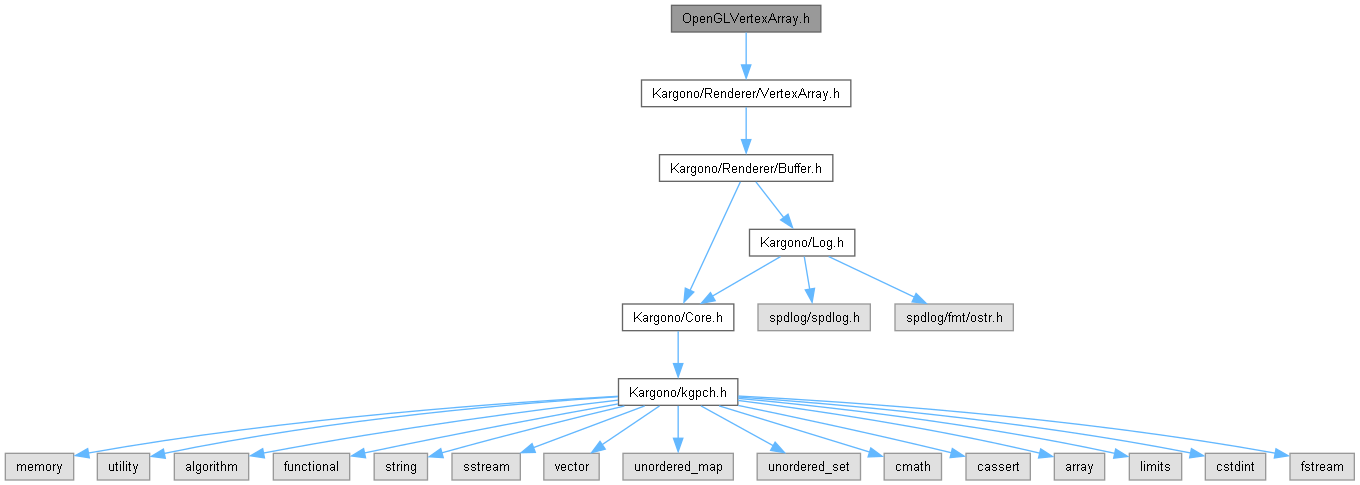 OpenGLVertexArray.h
Kargono/Renderer/VertexArray.h
Kargono/Renderer/Buffer.h
Kargono/Log.h
Kargono/Core.h
spdlog/spdlog.h
spdlog/fmt/ostr.h
Kargono/kgpch.h
memory
utility
algorithm
functional
string
sstream
vector
unordered_map
unordered_set
cmath
cassert
array
limits
cstdint
fstream